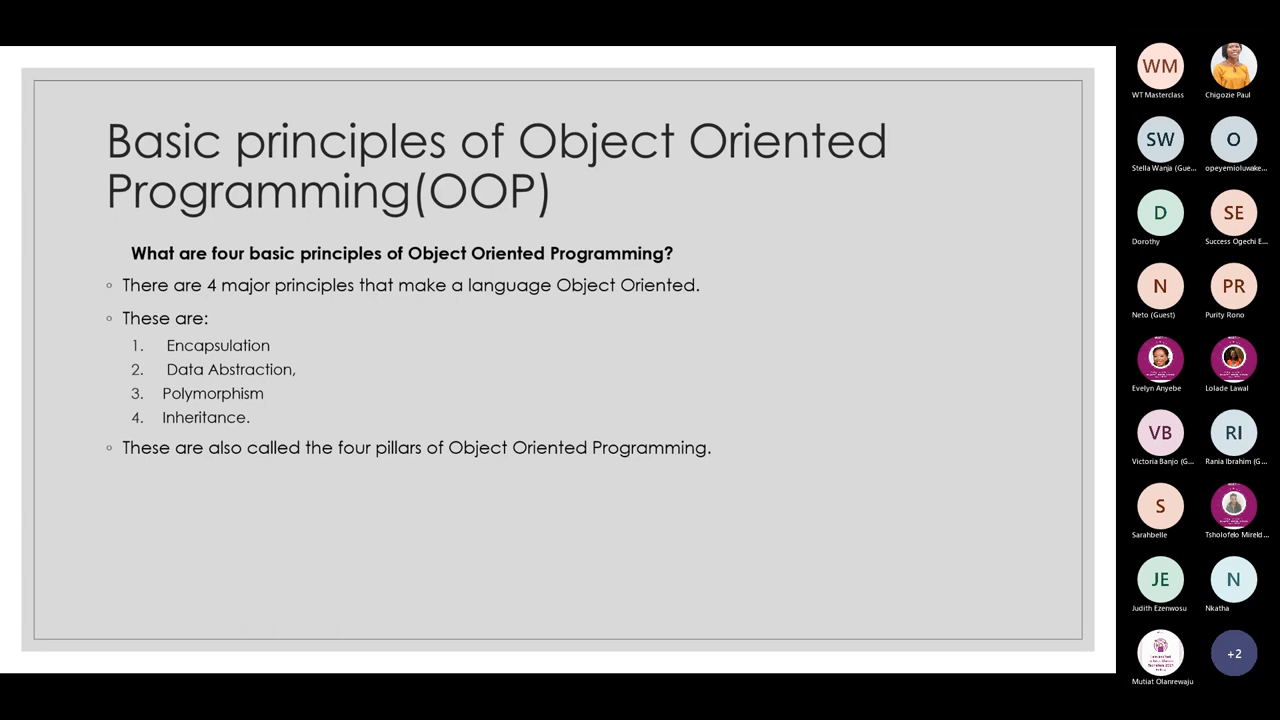 Basic principles of Object Oriented
Programming(OOP)
What are four basic principles of Object Oriented Programming?
◦ There are 4 major principles that make a language Object Oriented.
◦ These are:
1. Encapsulation
2. Data Abstraction,
3. Polymorphism
4. Inheritance.
◦ These are also called the four pillars of Object Oriented Programming.
WM
WT Masterclass
Chigozie Paul
SW
Stella Wanja (Gue...
O
opeyemioluwake...
D
Dorothy
SE
Success Ogechi E...
N
Neto (Guest)
PR
Purity Rono
Evelyn Anyebe
Lolade Lawal
VB
Victoria Banjo (G...
RI
Rania Ibrahim (G...
S
Sarahbelle
Tsholofelo Mireld...
JE
Judith Ezenwosu
N
Nkatha
Mutiat Olanrewaju
+2